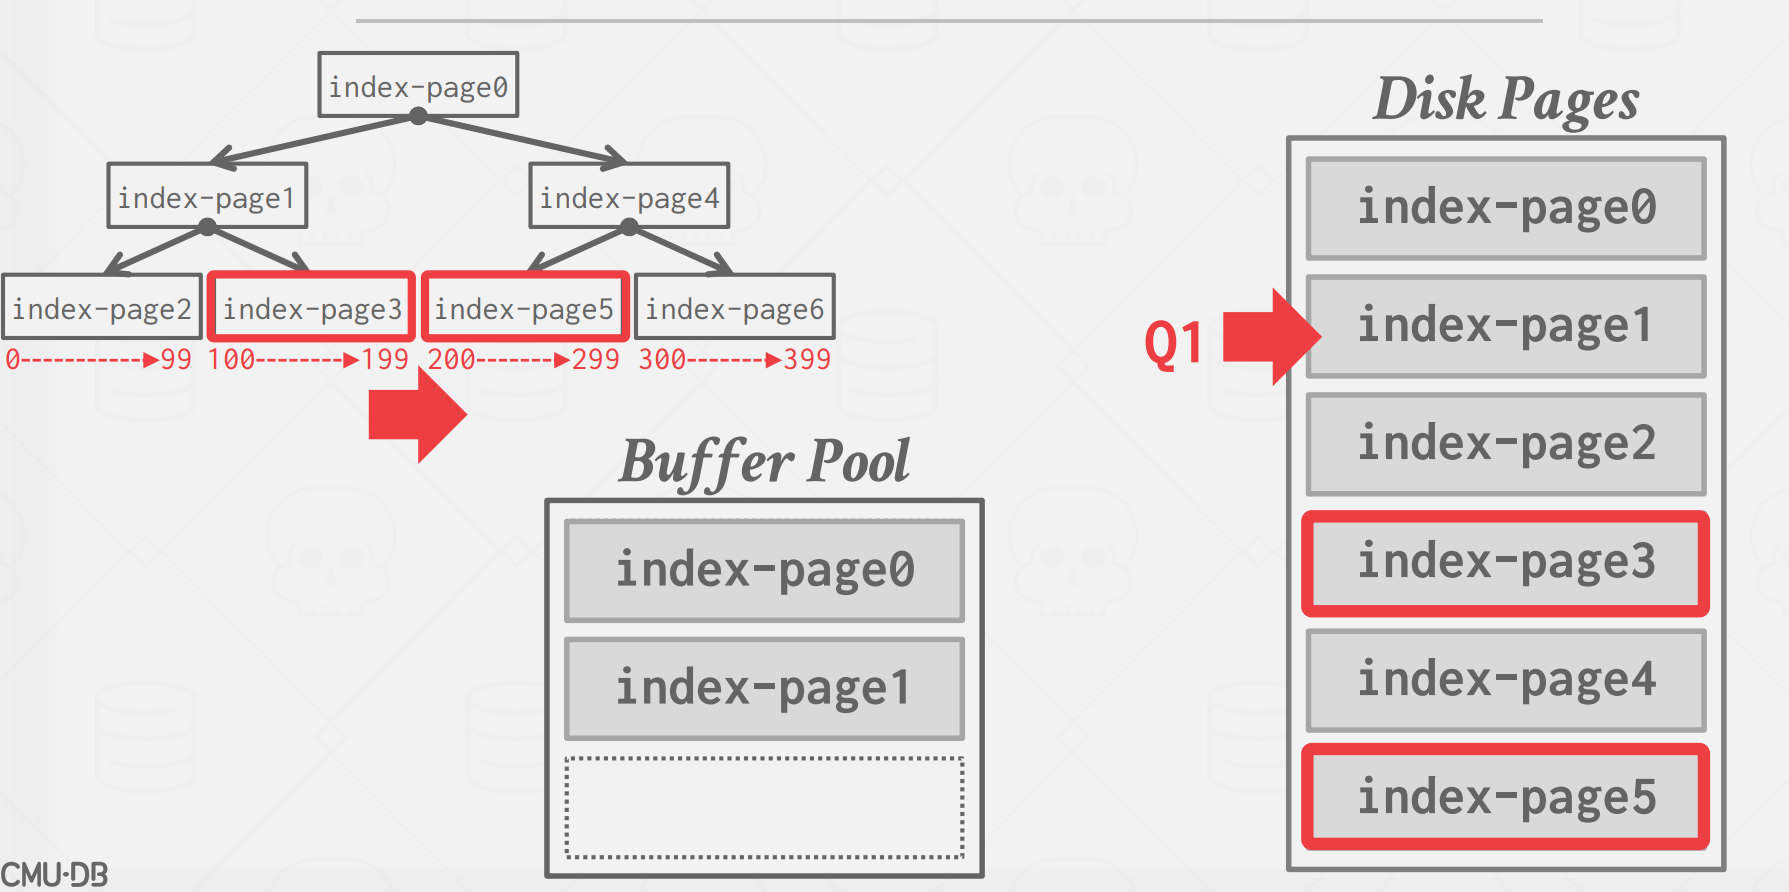 index-page0
index-page1
index-page4
index-page2
index-page3
index-page5
index-page6
0 99
100 199
200 299
300 399
Buffer Pool
index-page0
index-page1
Q1
Disk Pages
index-page0
index-page1
index-page2
index-page3
index-page4
index-page5
CMU·DB